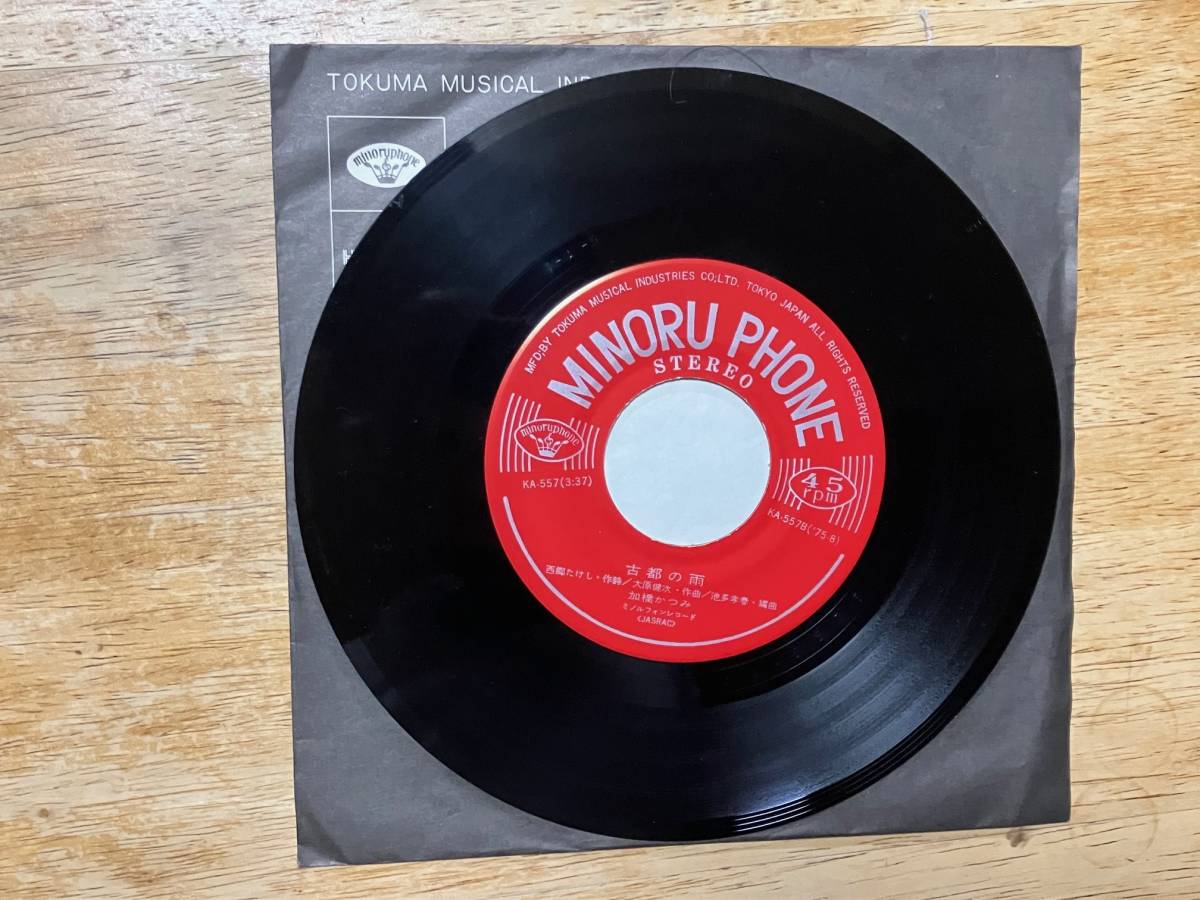 TOKUMA MUSICAL IND
minoruphone
MFD;BY TOKUMA MUSICAL INDUSTRIES CO;LTD. TOKYO JAPAN ALL RIGHTS RESERVED
MINORU PHONE
STEREO
minoruphone
45
rpm
KA-557(3:37)
KA-557B('75·8)
古都の雨
西郷たけし・作詩/大原健次・作曲/池多孝春・編曲
加橋かつみ
ミノルフォンレコード
(JASRAC)